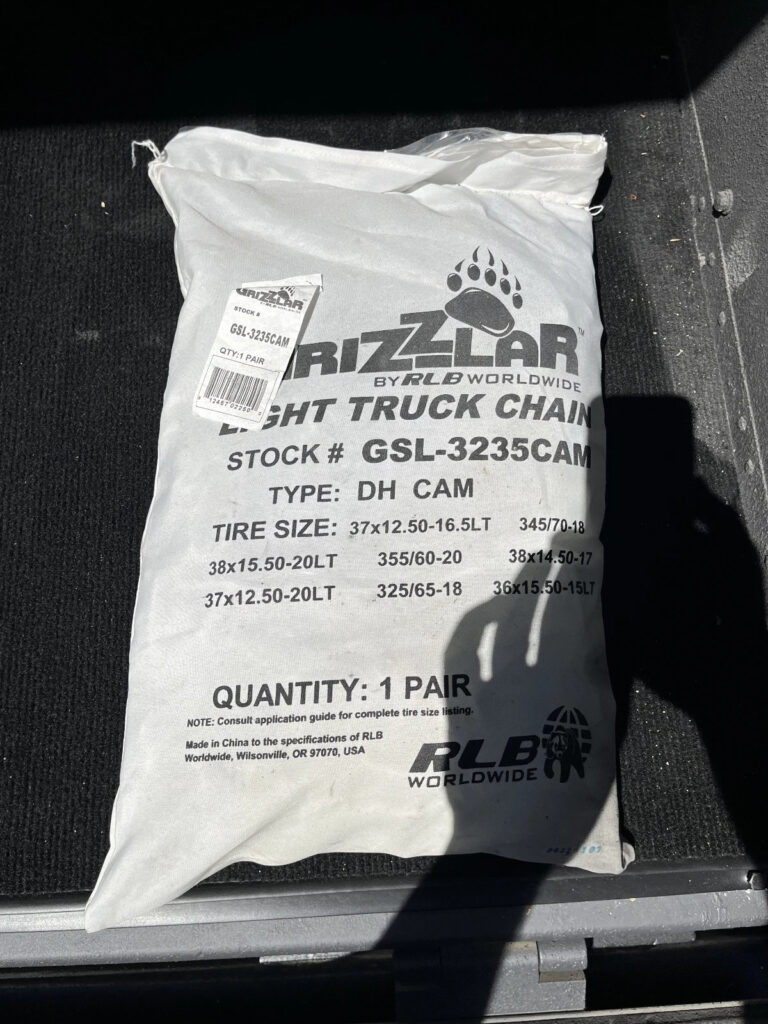 GRIZZLAR
STOCK #
GSL-3235CAM
QTY:1 PAIR
GRIZZLAR™
BY RLB WORLDWIDE
LIGHT TRUCK CHAIN
STOCK # GSL-3235CAM
TYPE: DH CAM
TIRE SIZE: 37x12.50-16.5LT 345/70-18
38x15.50-20LT 355/60-20 38x14.50-17
37x12.50-20LT 325/65-18 36x15.50-15LT
QUANTITY: 1 PAIR
NOTE: Consult application guide for complete tire size listing.
Made in China to the specifications of RLB
Worldwide, Wilsonville, OR 97070, USA
RLB
WORLDWIDE